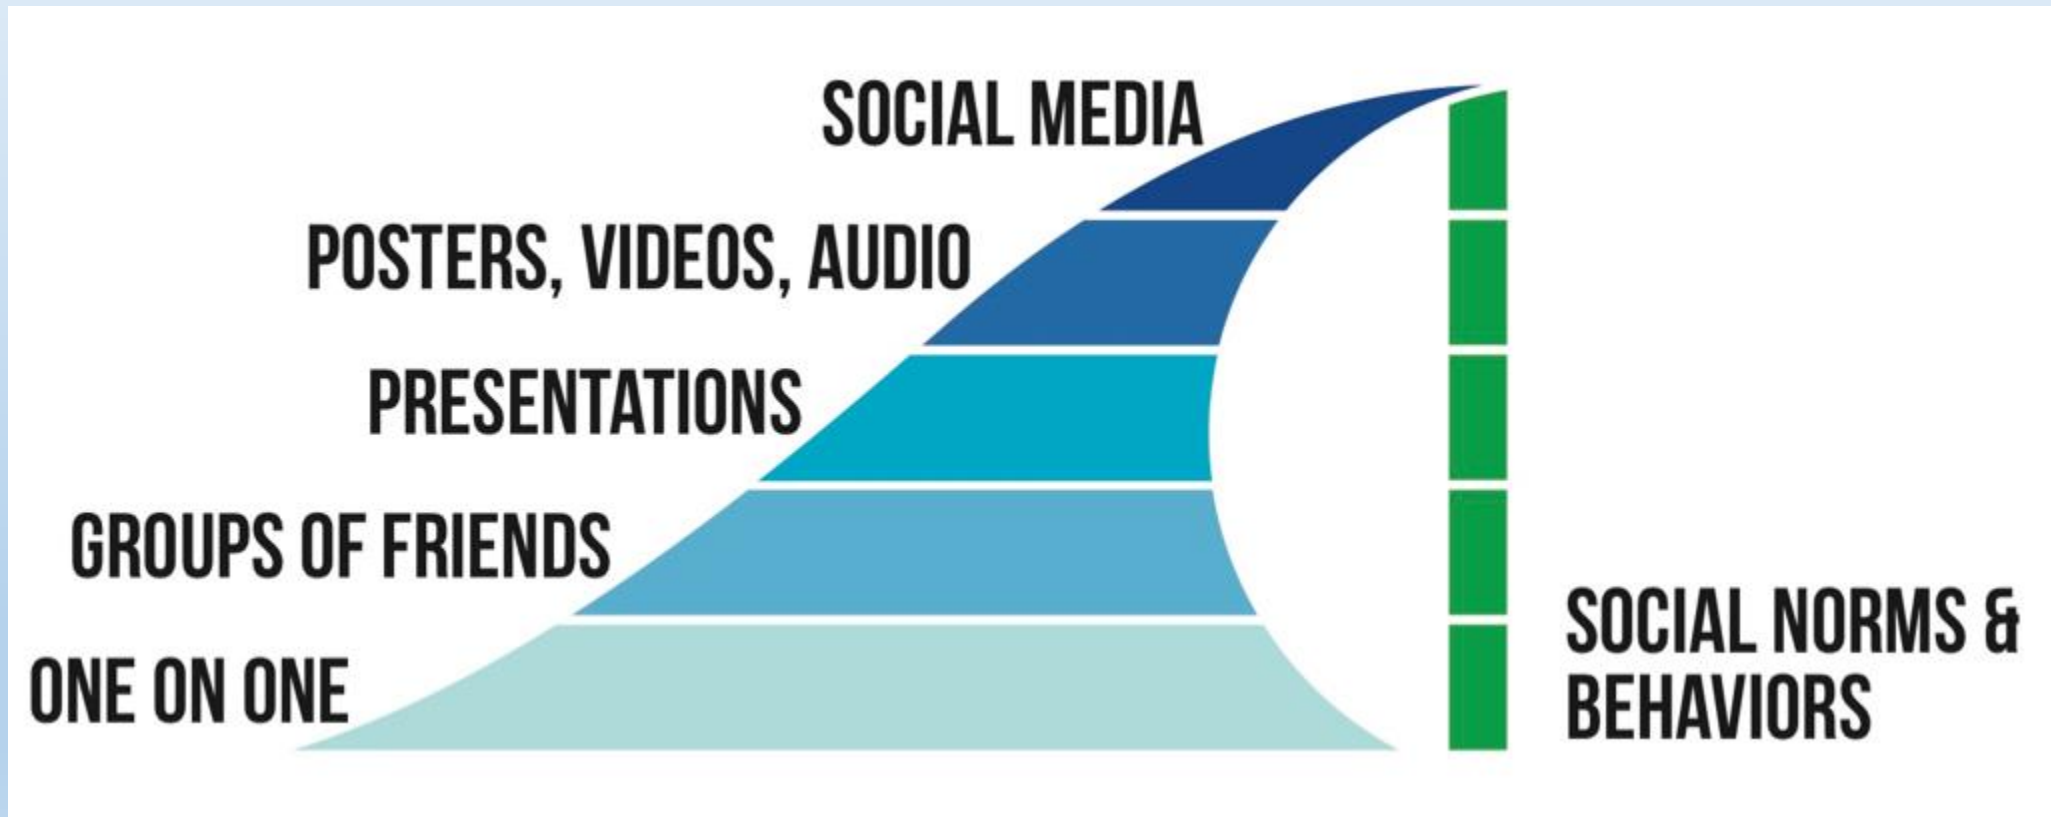 SOCIAL MEDIA
POSTERS, VIDEOS, AUDIO
PRESENTATIONS
GROUPS OF FRIENDS
ONE ON ONE
SOCIAL NORMS &
BEHAVIORS